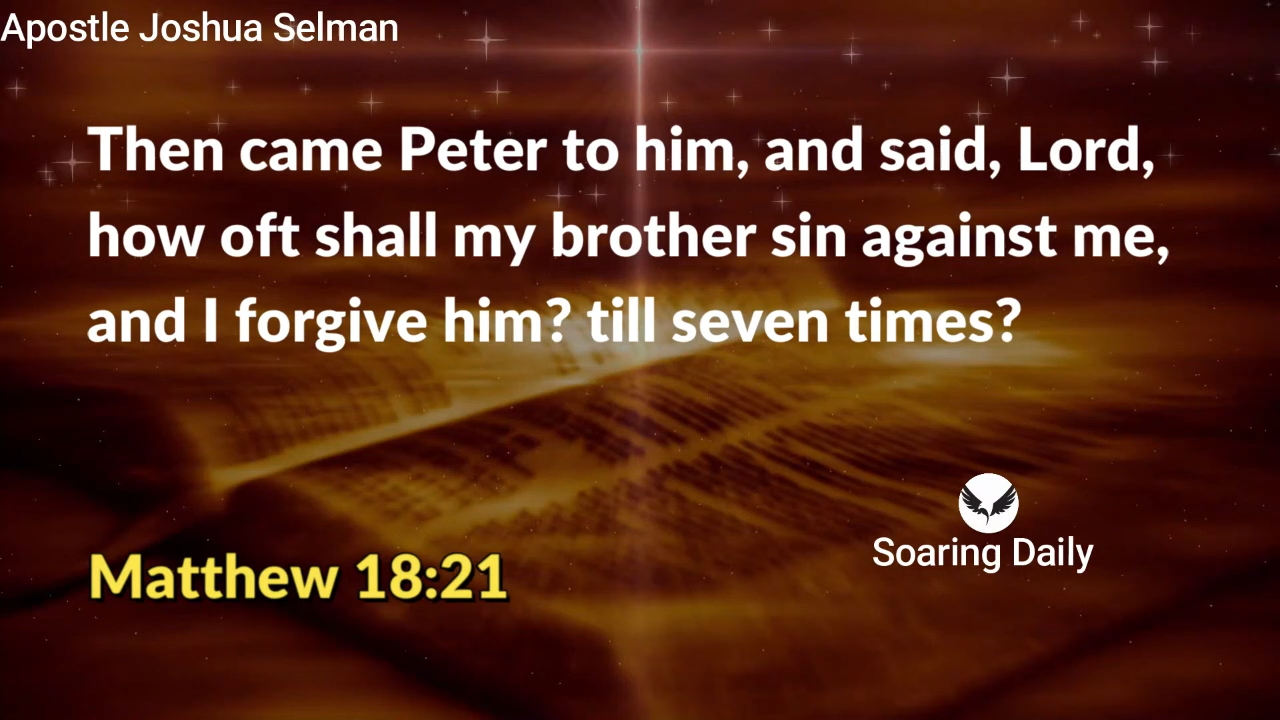 Apostle Joshua Selman
Then came Peter to him, and said, Lord,
how oft shall my brother sin against me,
and I forgive him? till seven times?
Matthew 18:21
Soaring Daily